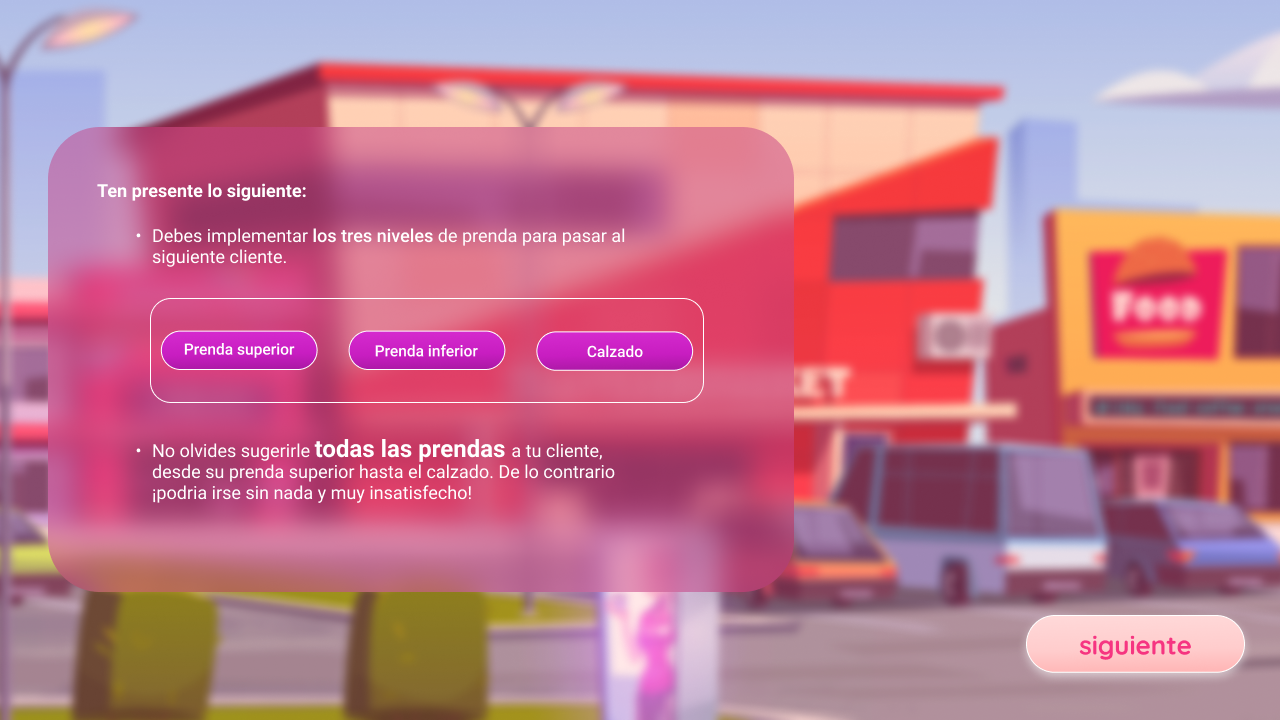 Ten presente lo siguiente:
• Debes implementar los tres niveles de prenda para pasar al
siguiente cliente.
Prenda superior
Prenda inferior
Calzado
• No olvides sugerirle todas las prendas a tu cliente,
desde su prenda superior hasta el calzado. De lo contrario
¡podria irse sin nada y muy insatisfecho!
FOOD
siguiente